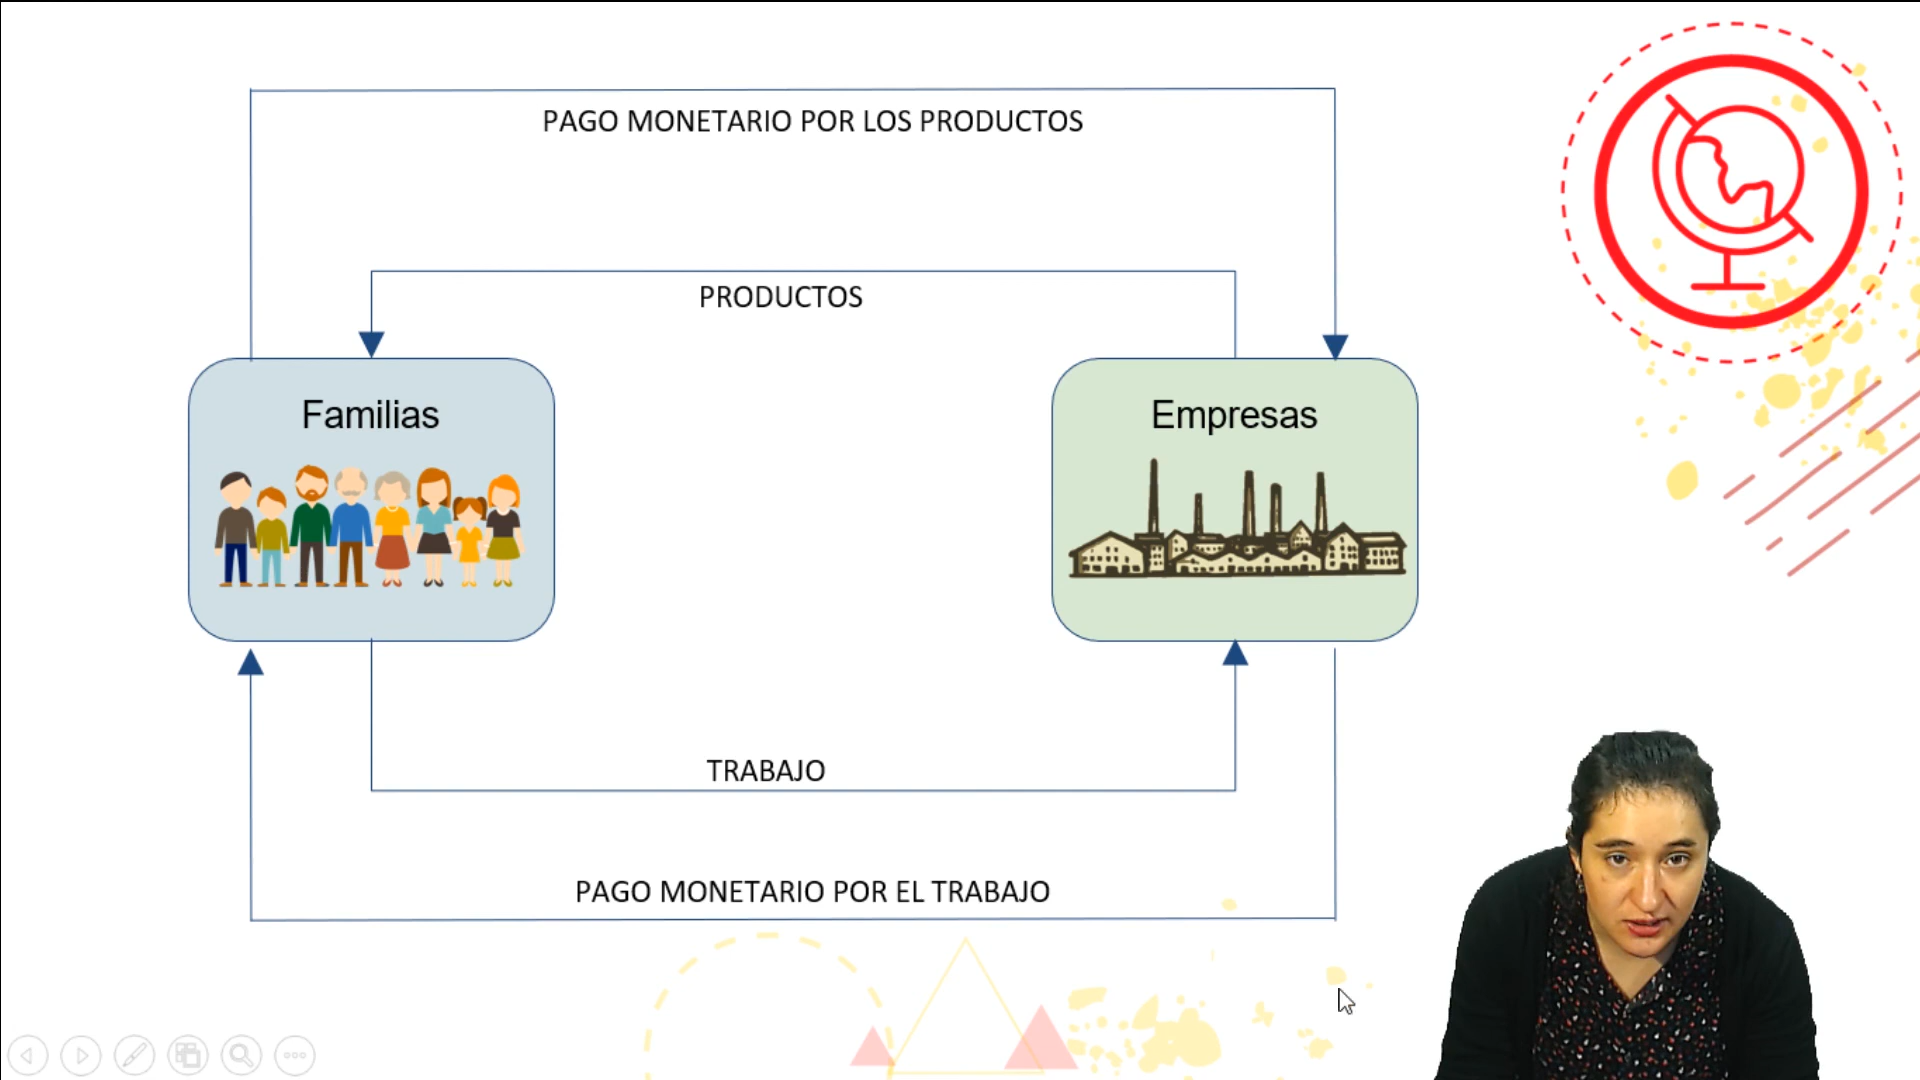 PAGO MONETARIO POR LOS PRODUCTOS
PRODUCTOS
Familias
Empresas
TRABAJO
PAGO MONETARIO POR EL TRABAJO